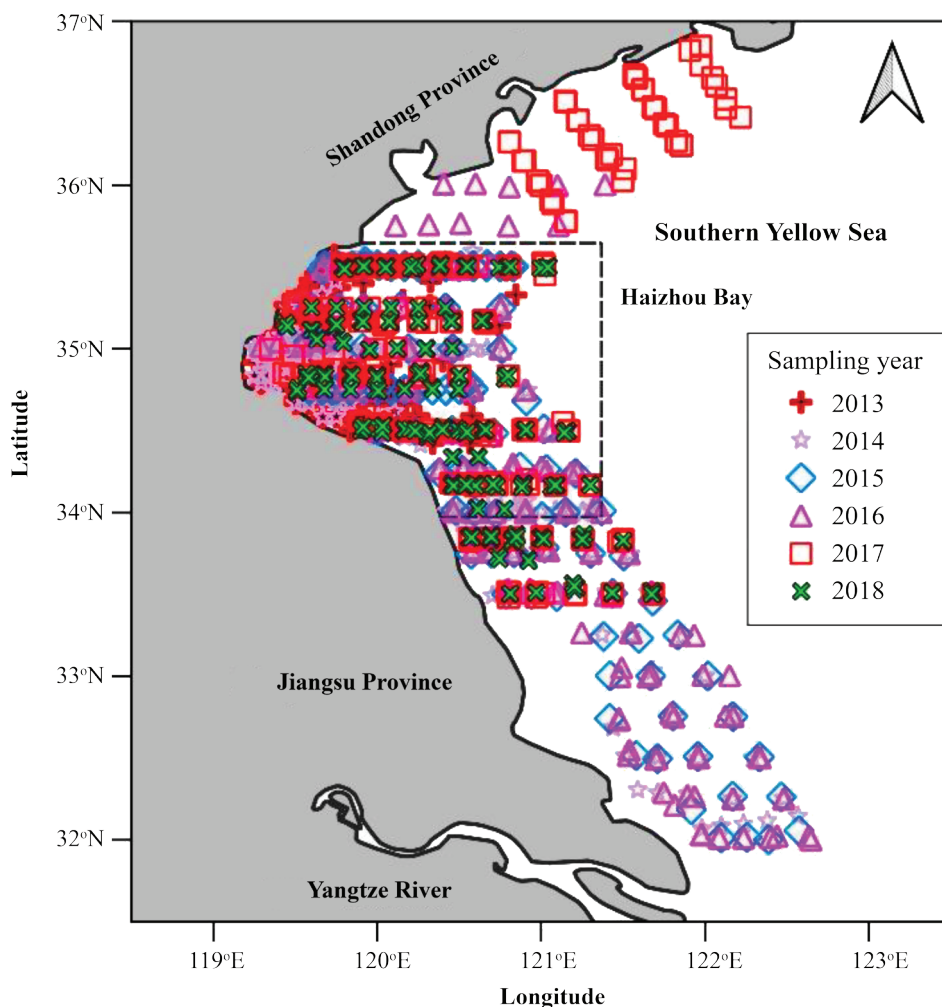 37°N
36°N
35°N
34°N
33°N
32°N
Latitude
Shandong Province
Southern Yellow Sea
Haizhou Bay
Sampling year
2013
2014
2015
2016
2017
2018
Jiangsu Province
Yangtze River
119°E
120°E
121°E
122°E
123°E
Longitude